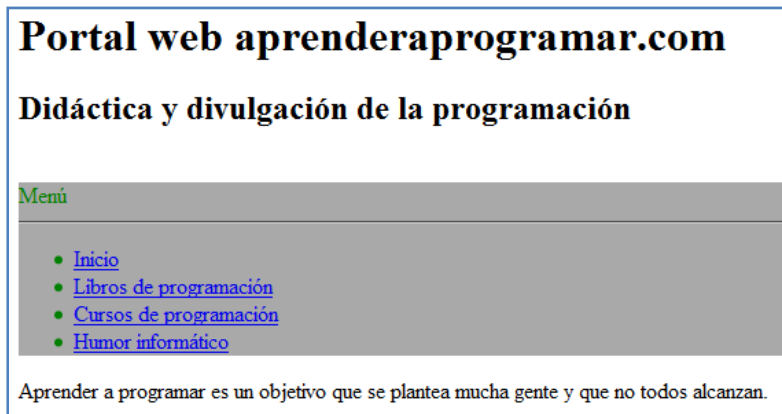 Portal web aprenderaprogramar.com
Didáctica y divulgación de la programación
Menú
Inicio
Libros de programación
Cursos de programación
Humor informático
Aprender a programar es un objetivo que se plantea mucha gente y que no todos alcanzan.